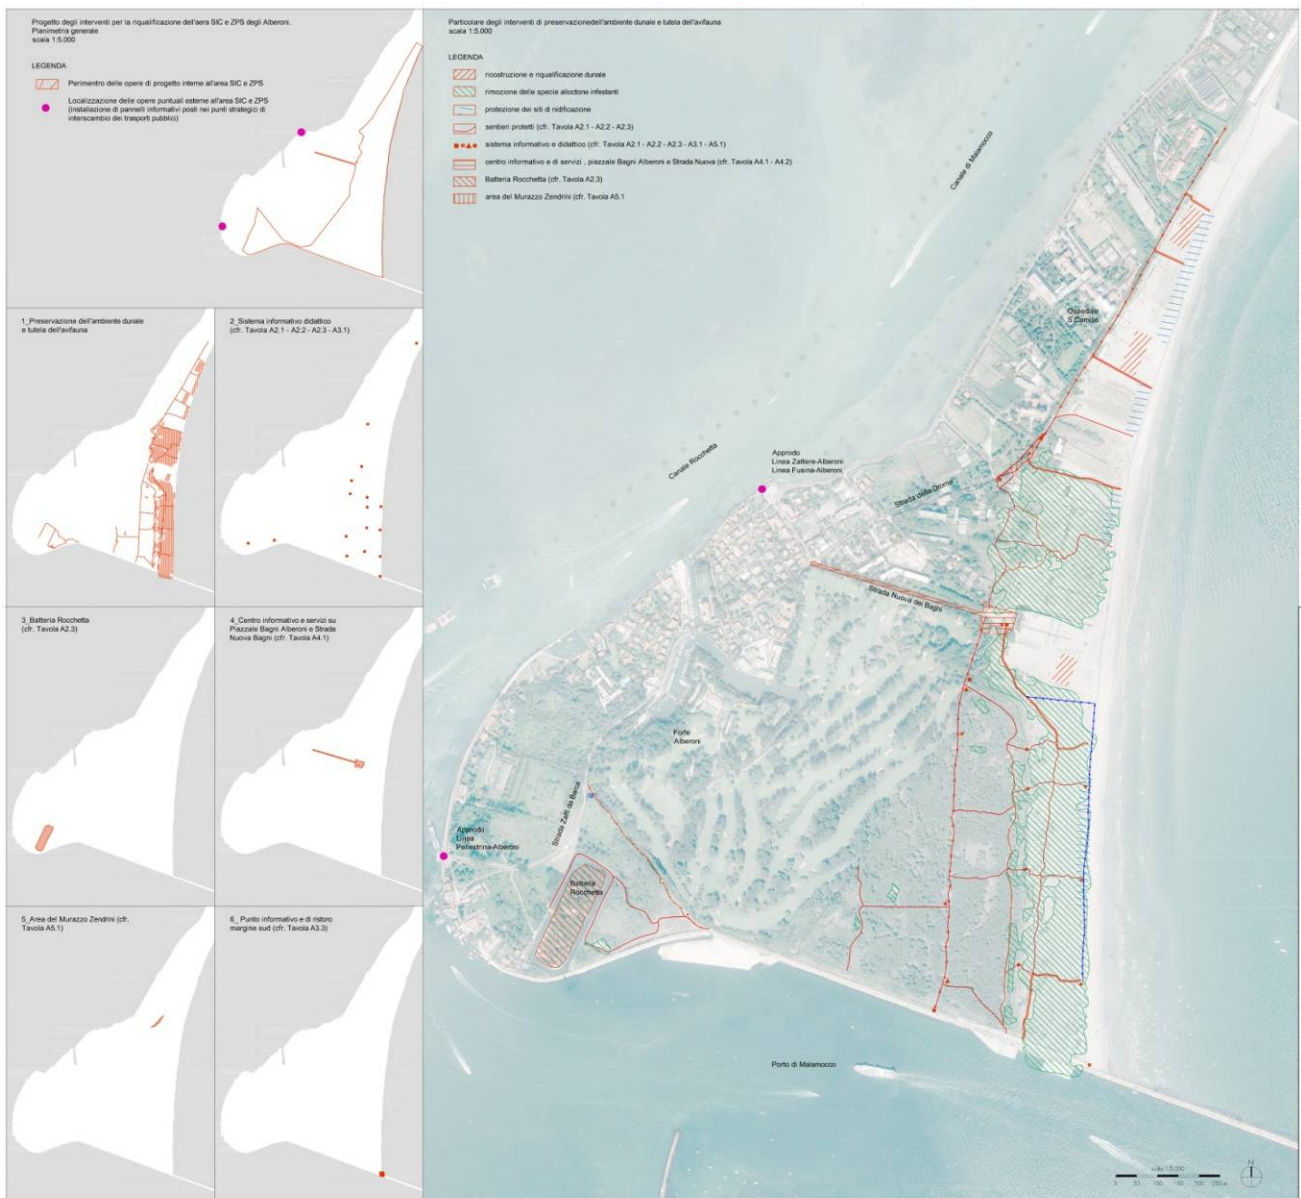 Progetto degli interventi per la riqualificazione dell'aera SIC e ZPS degli Alberoni.
Planimetria generale
scala 1:5.000
LEGENDA
Perimentro delle opere di progetto interne all'area SIC e ZPS
Localizzazione delle opere puntuali esterne all'area SIC e ZPS
(installazione di pannelli informativi posti nei punti strategici di
interscambio dei trasporti pubblici)
1_Preservazione dell'ambiente dunale
e tutela dell'avifauna
2_Sistema informativo didattico
(cfr. Tavola A2.1 - A2.2 - A2.3 - A3.1)
3_Batteria Rocchetta
(cfr. Tavola A2.3)
4_Centro informativo e servizi su
Piazzale Bagni Alberoni e Strada
Nuova Bagni (cfr. Tavola A4.1)
5_Area del Murazzo Zendrini (cfr.
Tavola A5.1)
6_ Punto informativo e di ristoro
margine sud (cfr. Tavola A3.3)
Particolare degli interventi di preservazionedell'ambiente dunale e tutela dell'avifauna
scala 1:5.000
LEGENDA
ricostruzione e riqualificazione dunale
rimozione delle specie alloctone infestanti
protezione dei siti di nidificazione
sentieri protetti (cfr. Tavola A2.1 - A2.2 - A2.3)
sistema informativo e didattico (cfr. Tavola A2.1 - A2.2 - A2.3 - A3.1 - A5.1)
centro informativo e di servizi , piazzale Bagni Alberoni e Strada Nuova (cfr. Tavola A4.1 - A4.2)
Batteria Rocchetta (cfr. Tavola A2.3)
area del Murazzo Zendrini (cfr. Tavola A5.1
Canale di Malamocco
Ospedale
S.Camillo
Canale Rocchetta
Approdo
Linea Zattere-Alberoni
Linea Fusina-Alberoni
Strada della Droma
Strada Nuova dei Bagni
Forte
Alberoni
Strada Zaffi da Barca
Approdo
Linea
Pellestrina-Alberoni
Batteria
Rocchetta
Porto di Malamocco
scala 1:5.000
0 50 100 150 200 250 m
N